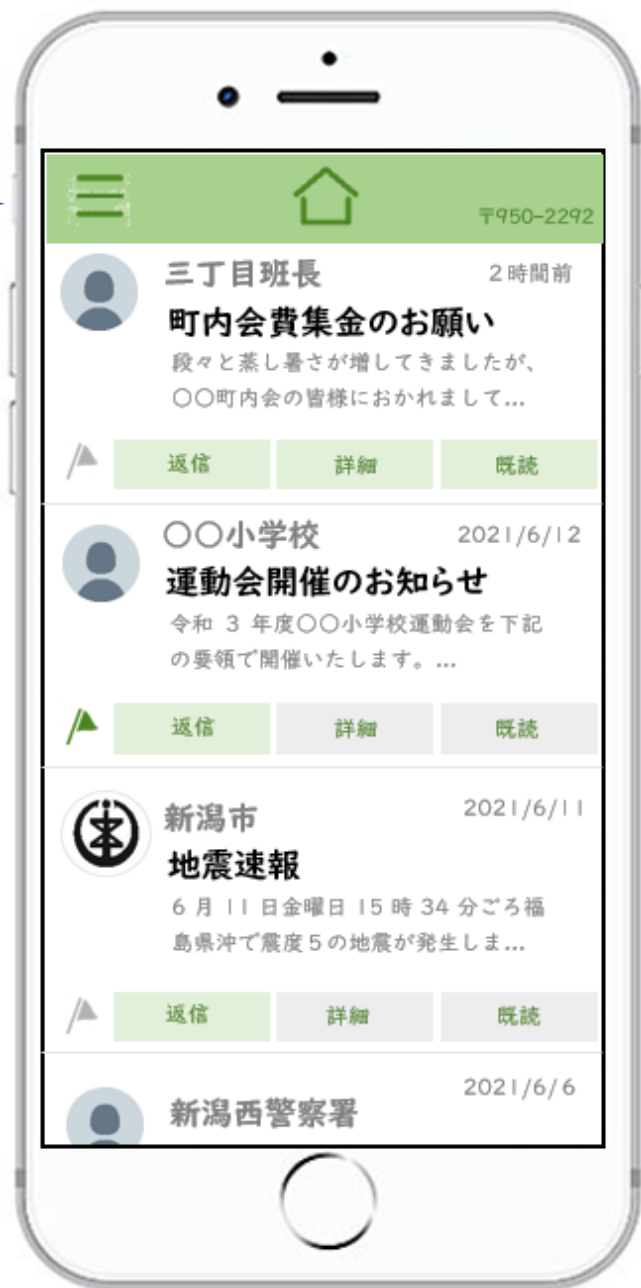 〒950-2292
三丁目班長
2時間前
町内会費集金のお願い
段々と蒸し暑さが増してきましたが、
〇〇町内会の皆様におかれまして...
返信 詳細 既読
〇〇小学校
2021/6/12
運動会開催のお知らせ
令和 3 年度〇〇小学校運動会を下記
の要領で開催いたします。...
返信 詳細 既読
新潟市
2021/6/11
地震速報
6 月 11 日金曜日 15 時 34 分ごろ福
島県沖で震度5の地震が発生しま...
返信 詳細 既読
2021/6/6
新潟西警察署